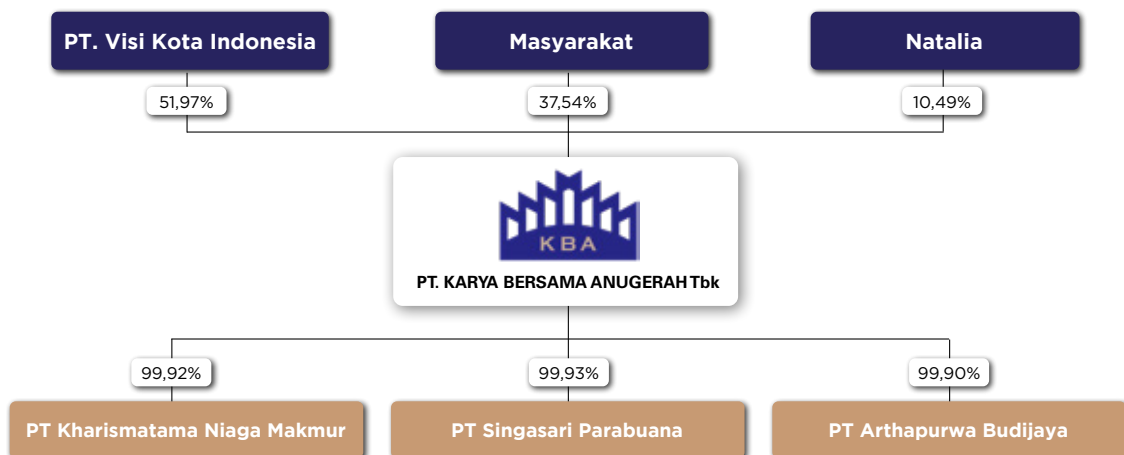 PT. Visi Kota Indonesia
Masyarakat
Natalia
51,97%
37,54%
10,49%
KBA
PT. KARYA BERSAMA ANUGERAH Tbk
99,92%
99,93%
99,90%
PT Kharismatama Niaga Makmur
PT Singasari Parabuana
PT Arthapurwa Budijaya